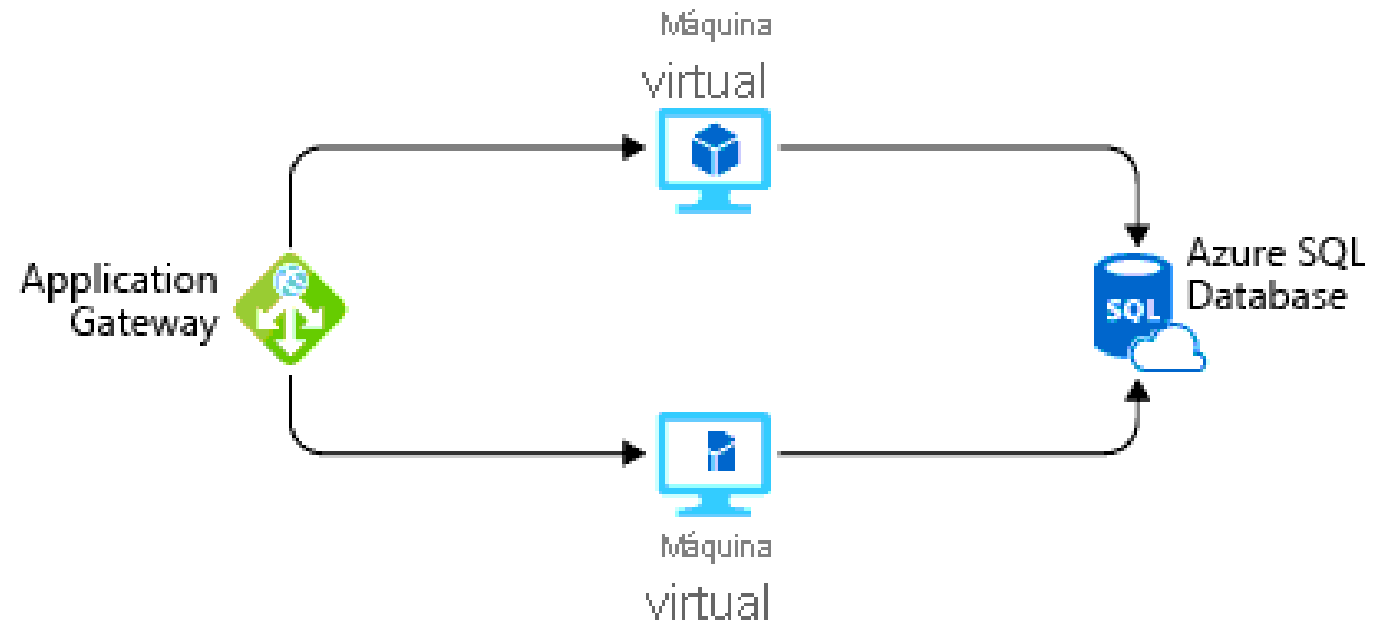 Máquina
virtual
Application
Gateway
Azure SQL
Database
SQL
Máquina
virtual